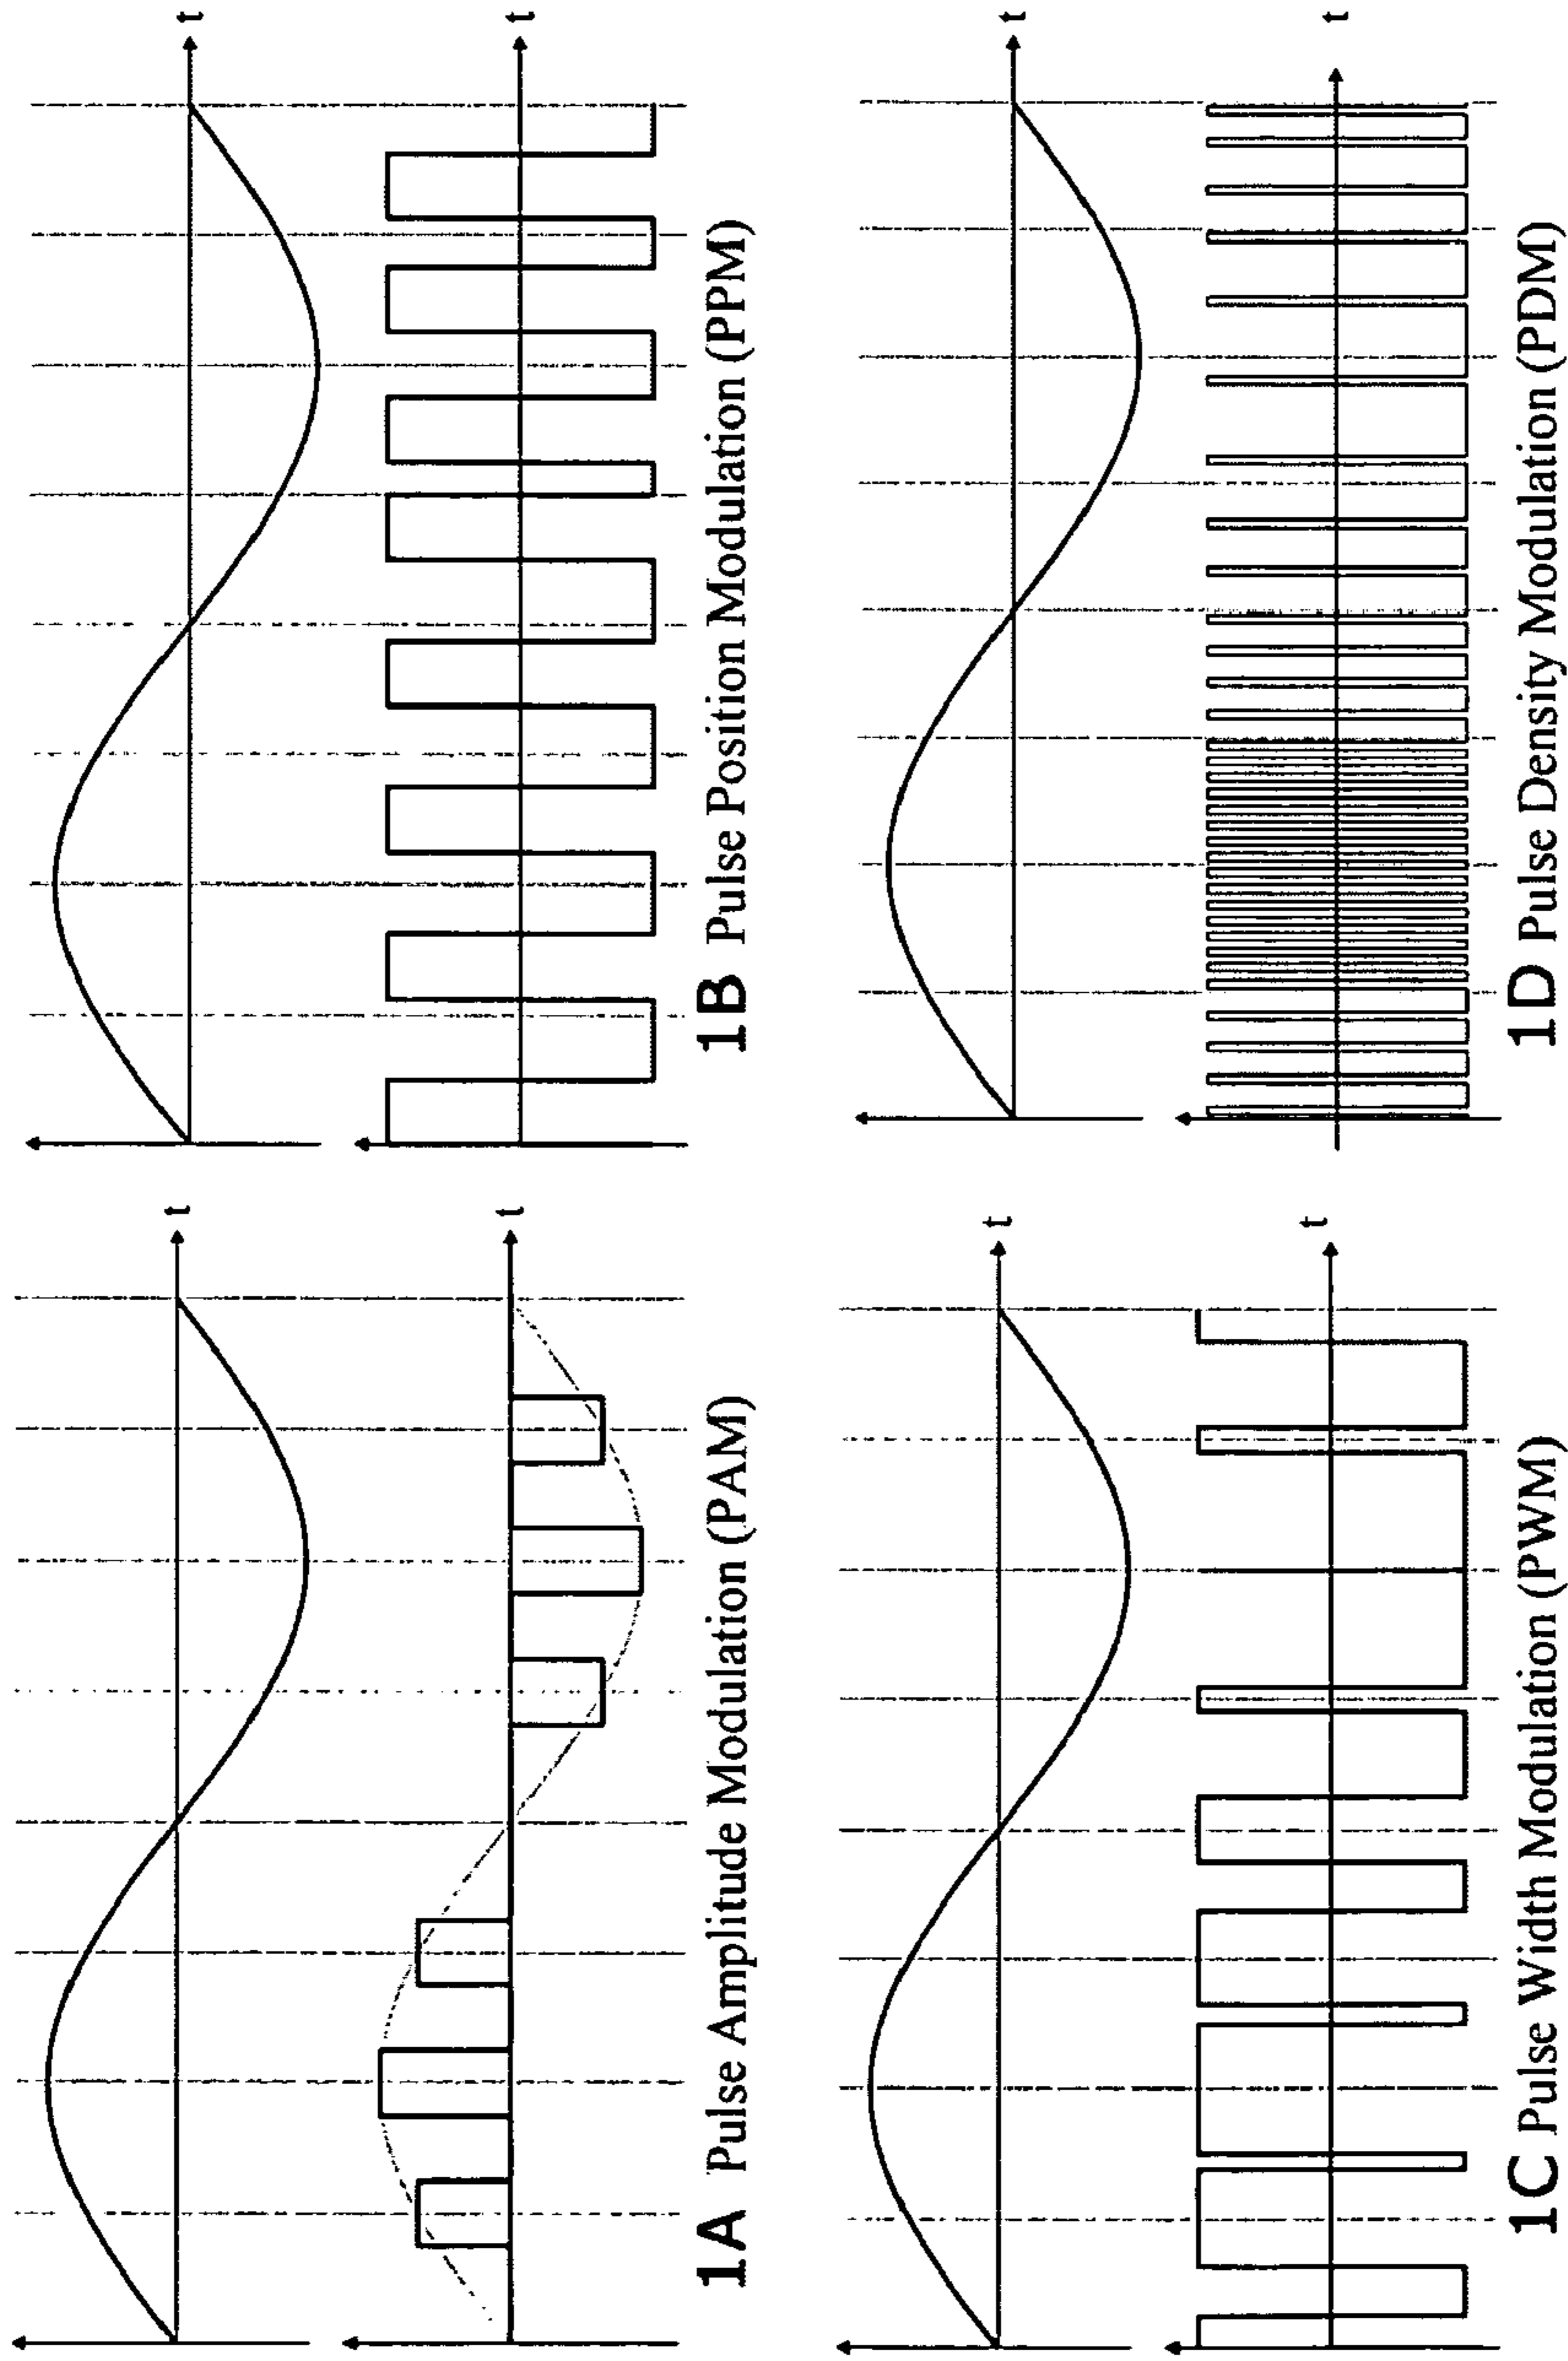 t
t
1A Pulse Amplitude Modulation (PAM)
t
t
1B Pulse Position Modulation (PPM)
t
t
1C Pulse Width Modulation (PWM)
t
t
1D Pulse Density Modulation (PDM)